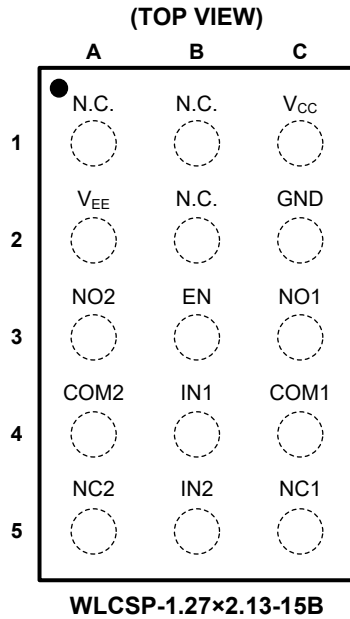 (TOP VIEW)
A B C
N.C. N.C. VCC
1
VEE N.C. GND
2
NO2 EN NO1
3
COM2 IN1 COM1
4
NC2 IN2 NC1
5
WLCSP-1.27×2.13-15B